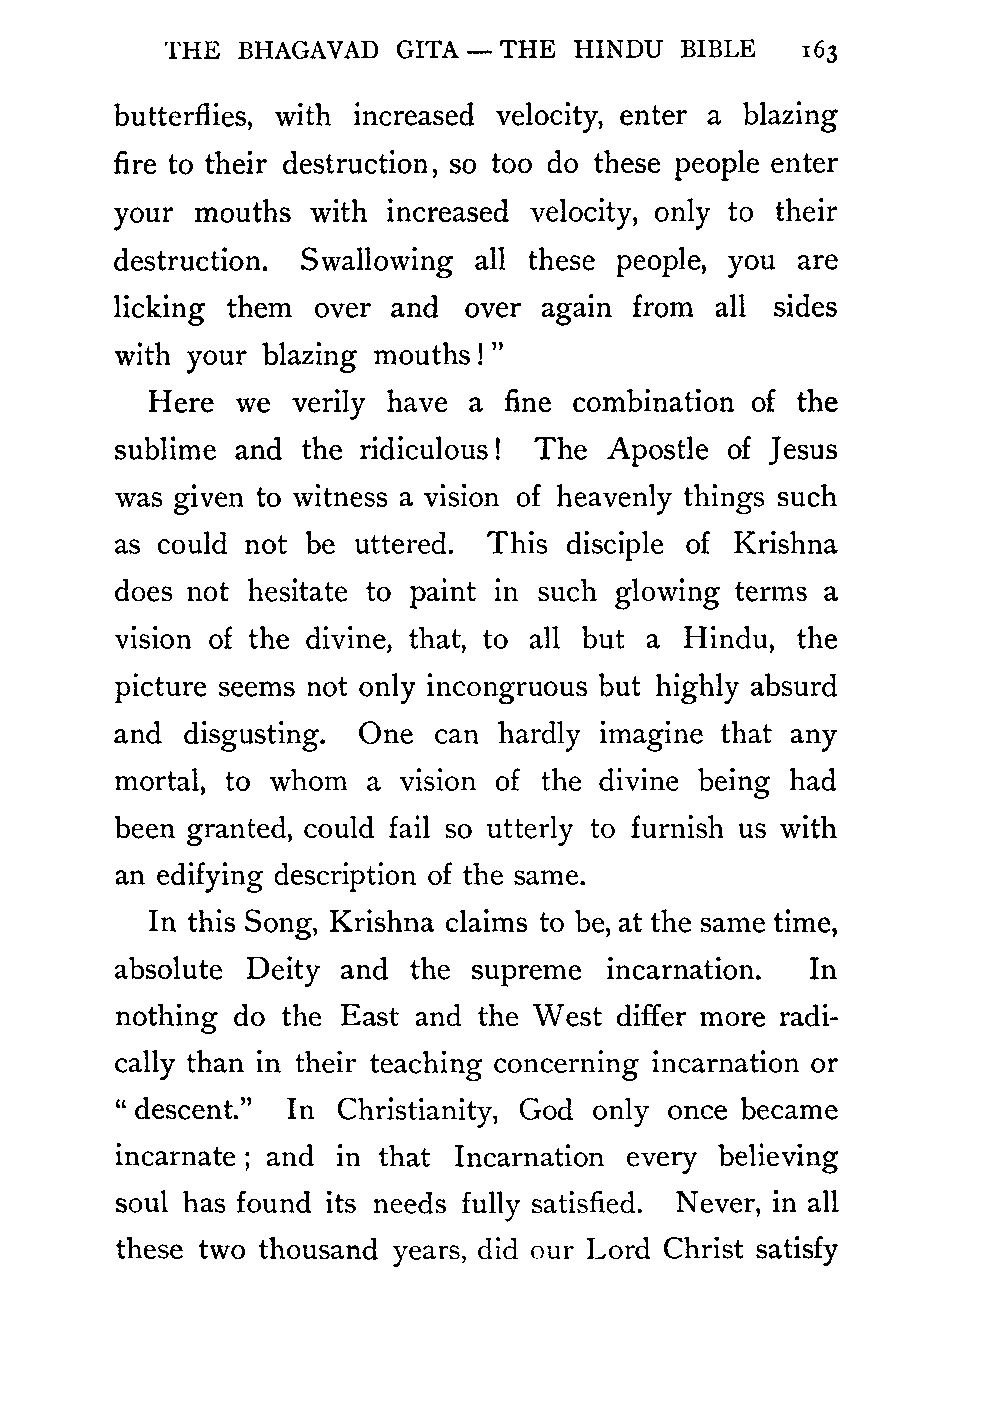 THE BHAGAVAD GITA — THE HINDU BIBLE 163
butterflies, with increased velocity, enter a blazing
fire to their destruction, so too do these people enter
your mouths with increased velocity, only to their
destruction. Swallowing all these people, you are
licking them over and over again from all sides
with your blazing mouths!"
Here we verily have a fine combination of the
sublime and the ridiculous! The Apostle of Jesus
was given to witness a vision of heavenly things such
as could not be uttered. This disciple of Krishna
does not hesitate to paint in such glowing terms a
vision of the divine, that, to all but a Hindu, the
picture seems not only incongruous but highly absurd
and disgusting. One can hardly imagine that any
mortal, to whom a vision of the divine being had
been granted, could fail so utterly to furnish us with
an edifying description of the same.
In this Song, Krishna claims to be, at the same time,
absolute Deity and the supreme incarnation. In
nothing do the East and the West differ more radi-
cally than in their teaching concerning incarnation or
"descent." In Christianity, God only once became
incarnate; and in that Incarnation every believing
soul has found its needs fully satisfied. Never, in all
these two thousand years, did our Lord Christ satisfy